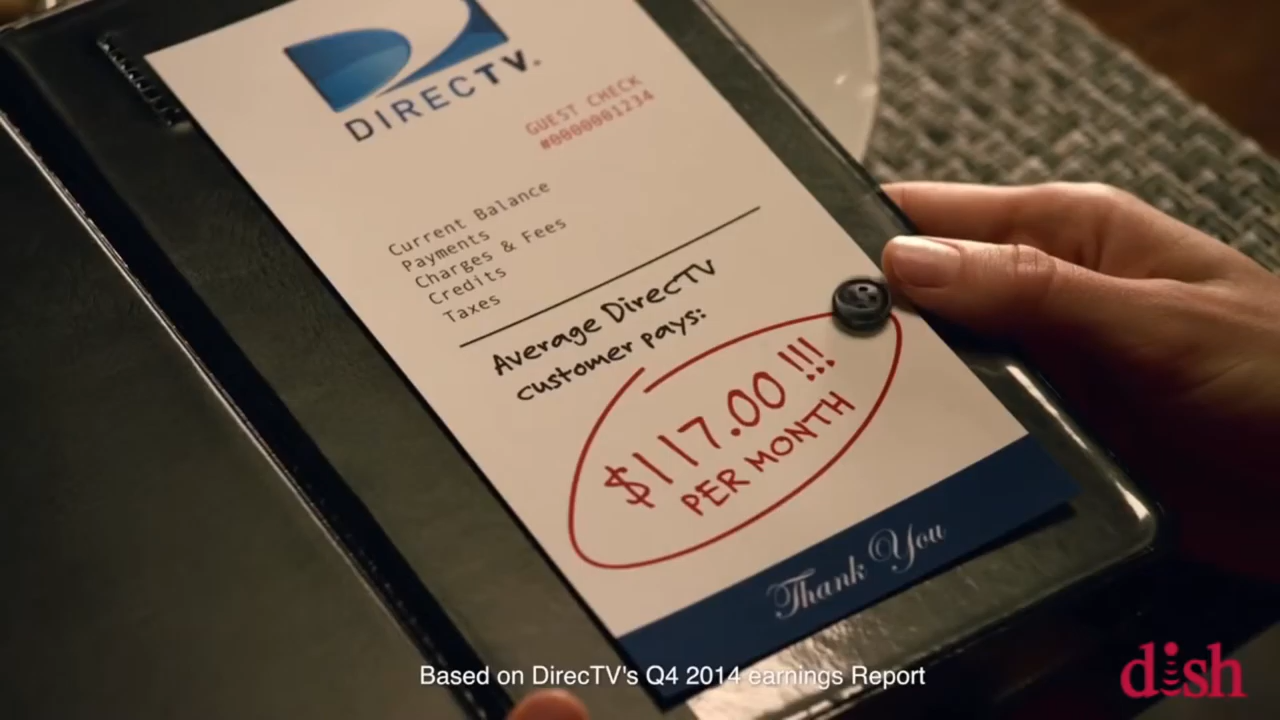 DIRECTV.
GUEST CHECK
#0000001234
Current Balance
Payments
Charges & Fees
Credits
Taxes
Average DirecTV
customer pays:
$117.00 !!!
PER MONTH
Thank You
Based on DirecTV's Q4 2014 earnings Report
dish